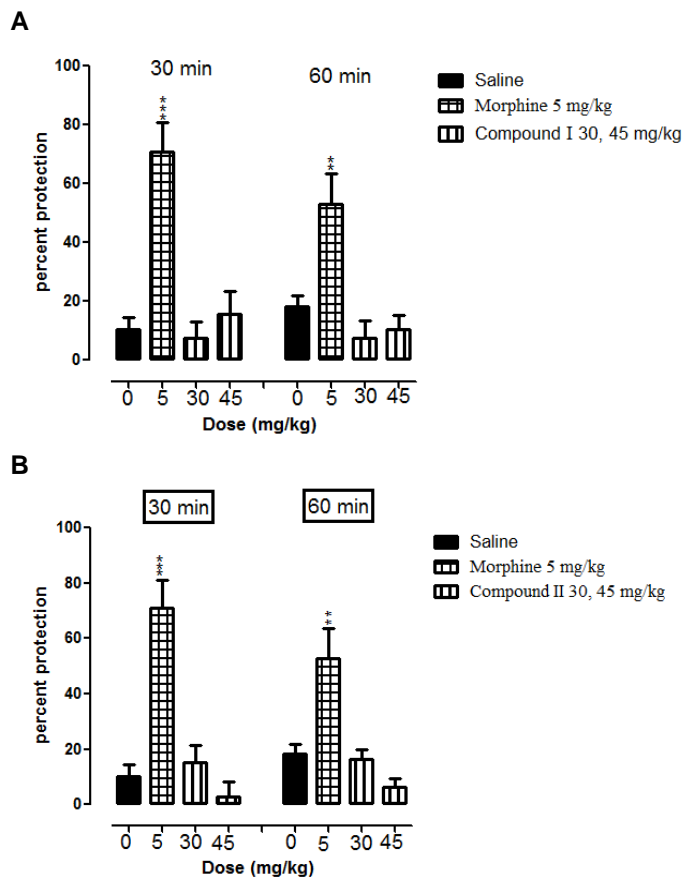 A
30 min
60 min
100
80
60
40
20
0
percent protection
***
**
Saline
Morphine 5 mg/kg
Compound I 30, 45 mg/kg
0 5 30 45 0 5 30 45
Dose (mg/kg)
B
30 min
60 min
100
80
60
40
20
0
percent protection
***
**
Saline
Morphine 5 mg/kg
Compound II 30, 45 mg/kg
0 5 30 45 0 5 30 45
Dose (mg/kg)